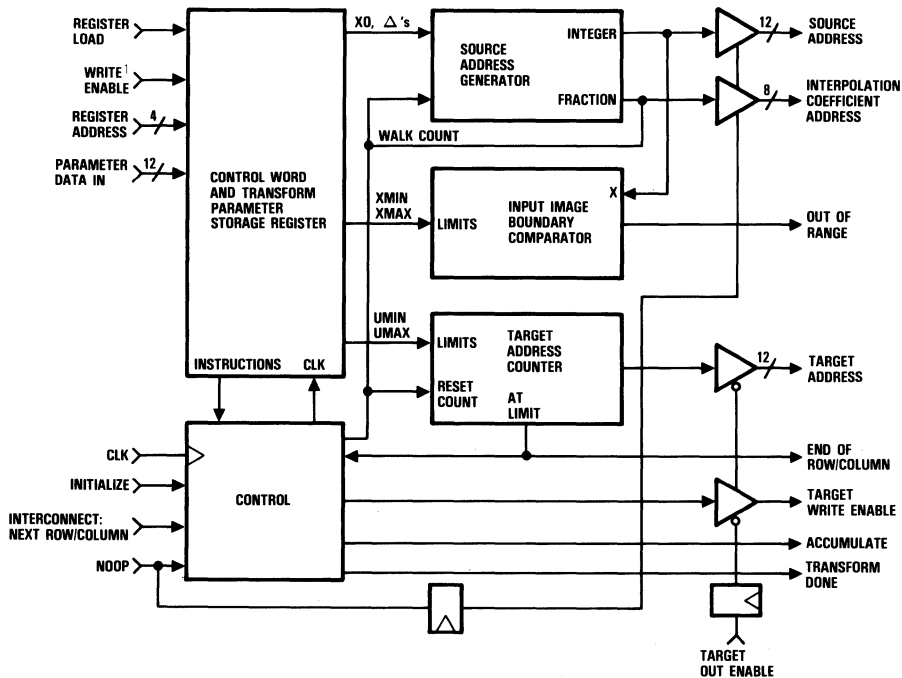 REGISTER
LOAD
WRITE
ENABLE
REGISTER
ADDRESS
4
PARAMETER
DATA IN
12
CONTROL WORD
AND TRANSFORM
PARAMETER
STORAGE REGISTER
INSTRUCTIONS
CLK
XO, Δ's
SOURCE
ADDRESS
GENERATOR
INTEGER
FRACTION
WALK COUNT
12
SOURCE
ADDRESS
8
INTERPOLATION
COEFFICIENT
ADDRESS
XMIN
XMAX
LIMITS
INPUT IMAGE
BOUNDARY
COMPARATOR
X
OUT OF
RANGE
UMIN
UMAX
LIMITS
TARGET
ADDRESS
COUNTER
RESET
COUNT
AT
LIMIT
12
TARGET
ADDRESS
CLK
INITIALIZE
INTERCONNECT:
NEXT ROW/COLUMN
NOOP
CONTROL
END OF
ROW/COLUMN
TARGET
WRITE ENABLE
ACCUMULATE
TRANSFORM
DONE
TARGET
OUT ENABLE